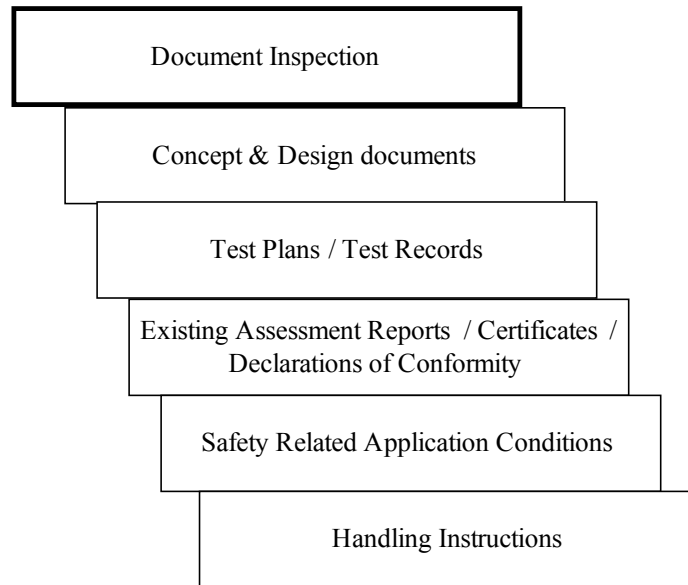 Document Inspection
Concept & Design documents
Test Plans / Test Records
Existing Assessment Reports / Certificates /
Declarations of Conformity
Safety Related Application Conditions
Handling Instructions